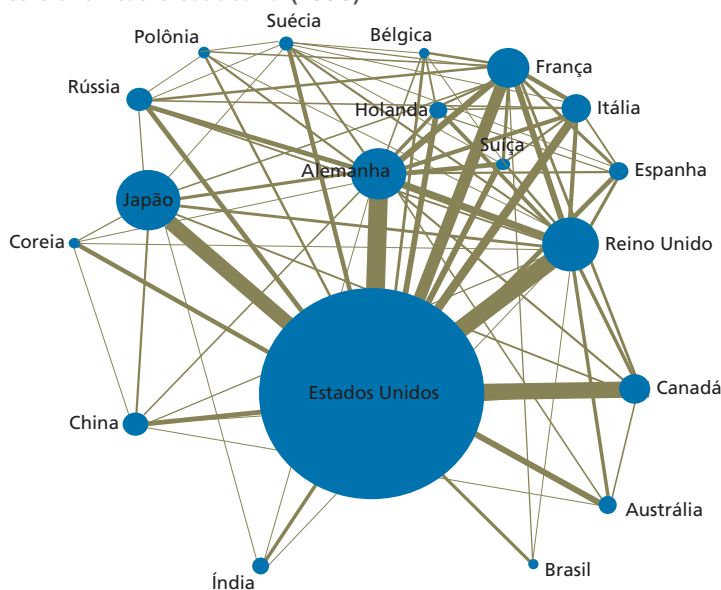 Suécia
Polônia
Bélgica
França
Rússia
Holanda
Itália
Suíça
Alemanha
Espanha
Japão
Coreia
Reino Unido
Estados Unidos
Canadá
China
Austrália
Índia
Brasil